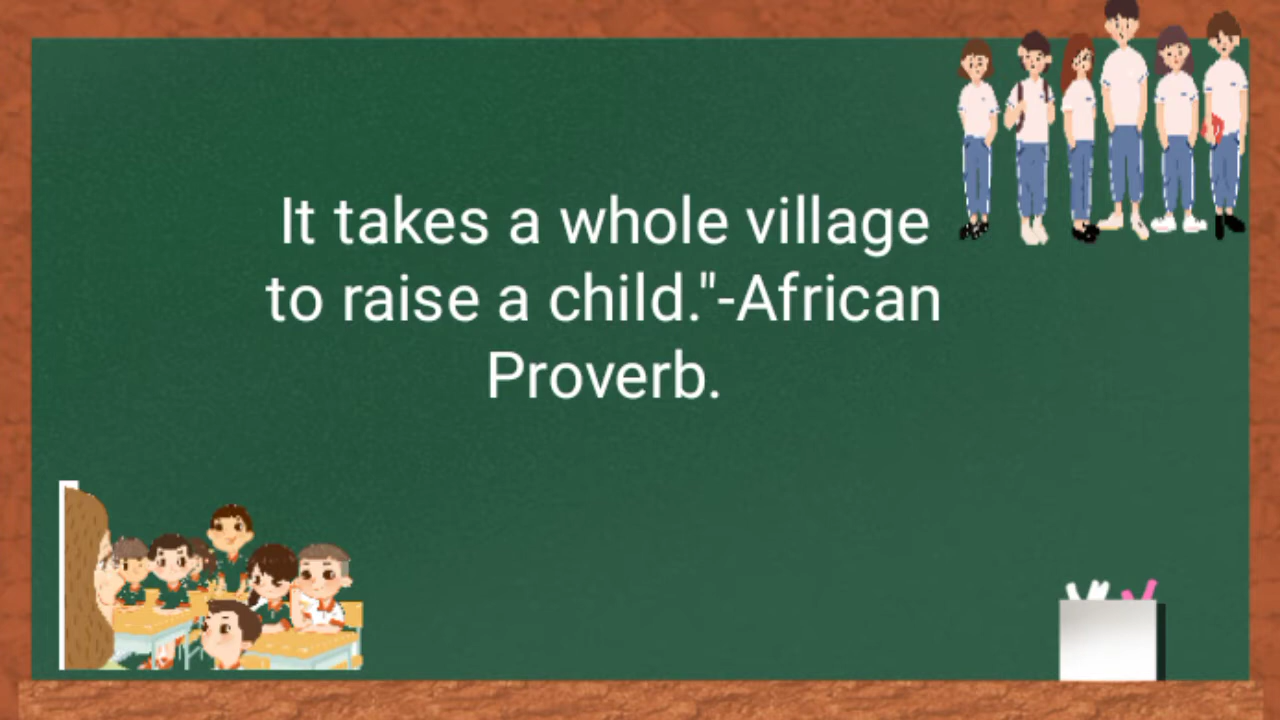 It takes a whole village
to raise a child."-African
Proverb.